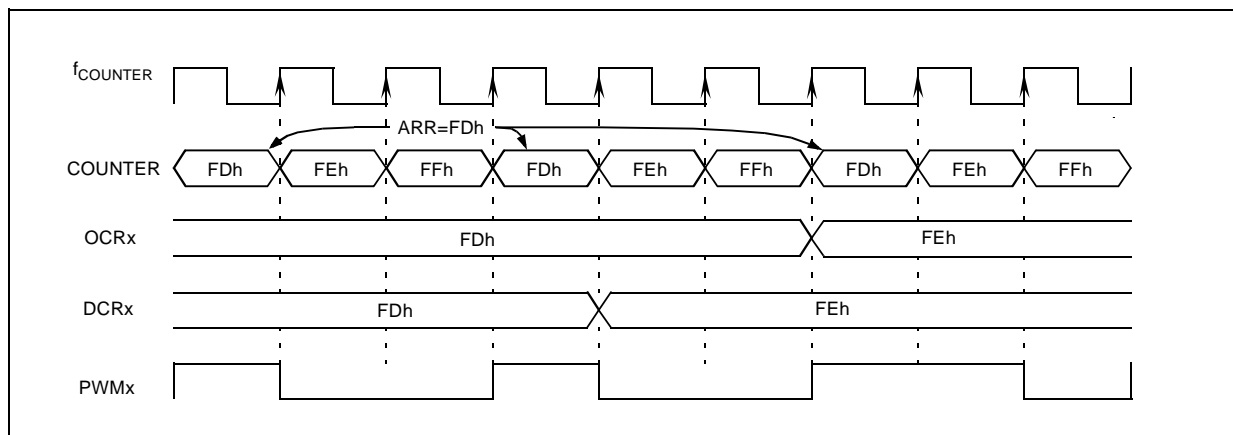 fCOUNTER
ARR=FDh
COUNTER FDh FEh FFh FDh FEh FFh FDh FEh FFh
OCRx FDh FEh
DCRx FDh FEh
PWMx